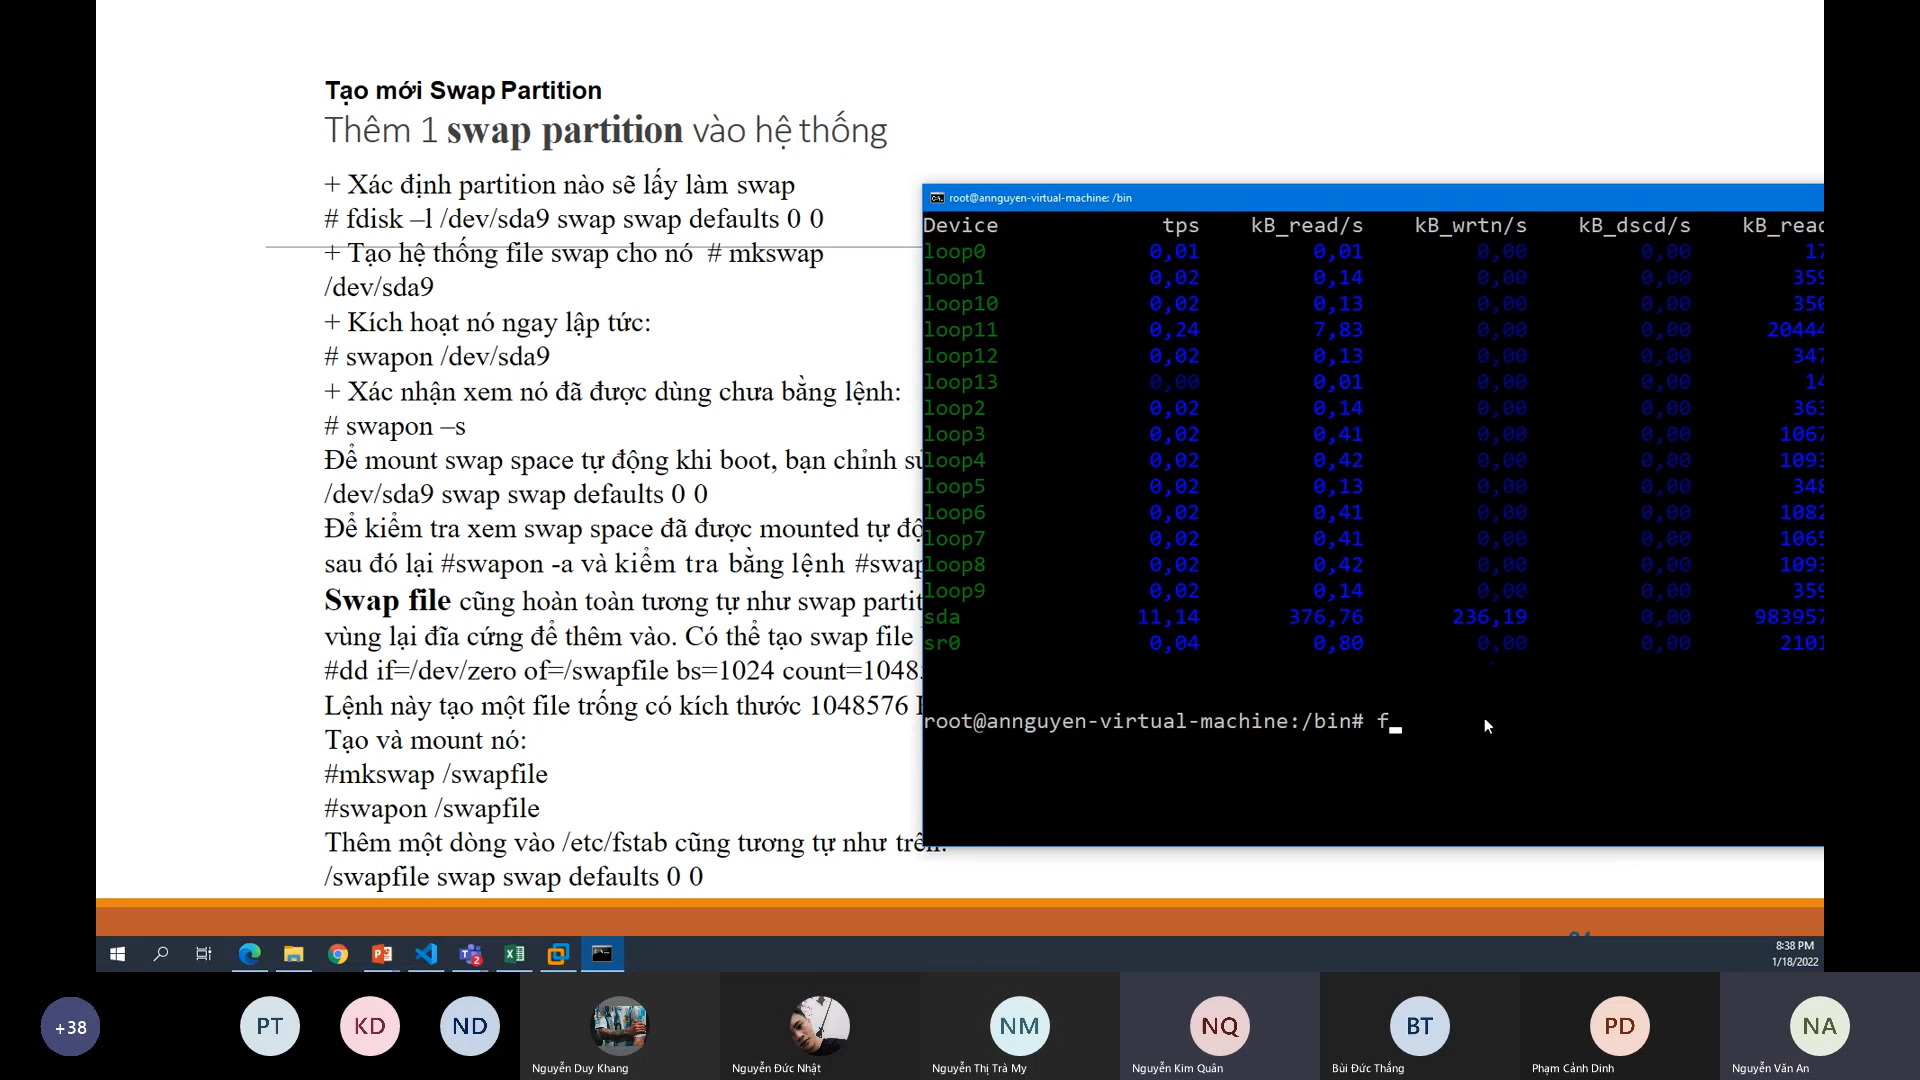 Tạo mới Swap Partition
Thêm 1 swap partition vào hệ thống
+ Xác định partition nào sẽ lấy làm swap
# fdisk –l /dev/sda9 swap swap defaults 0 0
+ Tạo hệ thống file swap cho nó # mkswap
/dev/sda9
+ Kích hoạt nó ngay lập tức:
# swapon /dev/sda9
+ Xác nhận xem nó đã được dùng chưa bằng lệnh:
# swapon –s
Để mount swap space tự động khi boot, bạn chỉnh
/dev/sda9 swap swap defaults 0 0
Để kiểm tra xem swap space đã được mounted tự
sau đó lại #swapon -a và kiểm tra bằng lệnh
Swap file cũng hoàn toàn tương tự như swap
vùng lại đĩa cứng để thêm vào. Có thể tạo swap file
#dd if=/dev/zero of=/swapfile bs=1024
Lệnh này tạo một file trống có kích thước 1048576
Tạo và mount nó:
#mkswap /swapfile
#swapon /swapfile
Thêm một dòng vào /etc/fstab cũng tương tự như trên:
/swapfile swap swap defaults 0 0
root@annguyen-virtual-machine: /bin
Device tps kB_read/s kB_wrtn/s kB_dscd/s kB_read
loop0 0,01 0,01 0,00 0,00 17
loop1 0,02 0,14 0,00 0,00 359
loop10 0,02 0,13 0,00 0,00 350
loop11 0,24 7,83 0,00 0,00 20444
loop12 0,02 0,13 0,00 0,00 347
loop13 0,00 0,01 0,00 0,00 14
loop2 0,02 0,14 0,00 0,00 363
loop3 0,02 0,41 0,00 0,00 1067
loop4 0,02 0,42 0,00 0,00 1093
loop5 0,02 0,13 0,00 0,00 348
loop6 0,02 0,41 0,00 0,00 1082
loop7 0,02 0,41 0,00 0,00 1065
loop8 0,02 0,42 0,00 0,00 1093
loop9 0,02 0,14 0,00 0,00 359
sda 11,14 376,76 236,19 0,00 983957
sr0 0,04 0,80 0,00 0,00 2101
root@annguyen-virtual-machine:/bin# f
8:38 PM
1/18/2022
+38
PT
KD
ND
NM
NQ
BT
PD
NA
Nguyễn Duy Khang
Nguyễn Đức Nhật
Nguyễn Thị Trà My
Nguyễn Kim Quân
Bùi Đức Thắng
Phạm Cảnh Dinh
Nguyễn Văn An